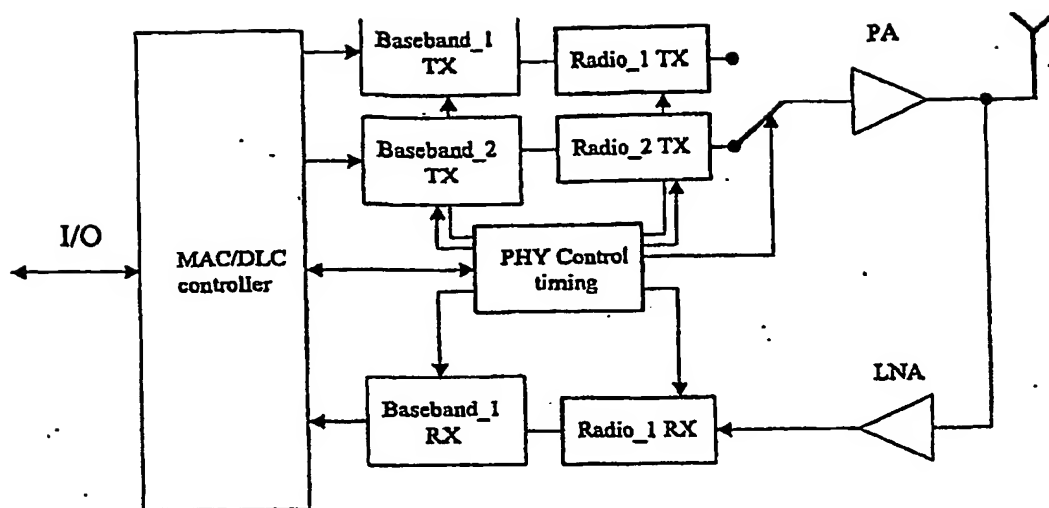 Baseband_1
TX
Radio_1 TX
PA
Baseband_2
TX
Radio_2 TX
I/O
MAC/DLC
controller
PHY Control
timing
Baseband_1
RX
Radio_1 RX
LNA